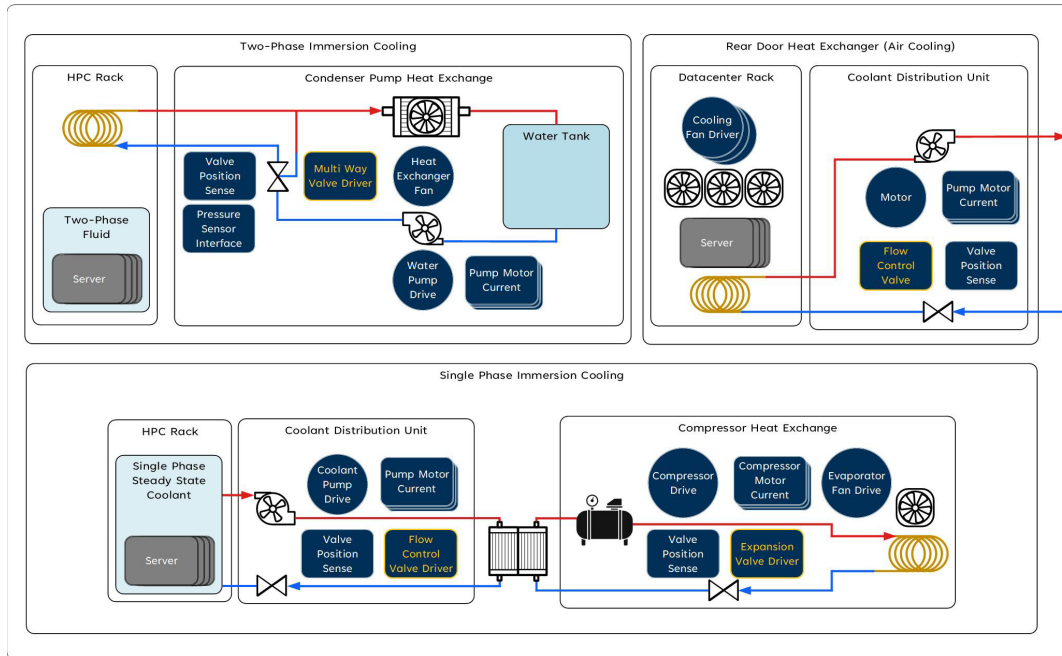 Two-Phase Immersion Cooling
HPC Rack
Two-Phase
Fluid
Server
Condenser Pump Heat Exchange
Water Tank
Valve
Position
Sense
Multi Way
Valve Driver
Heat
Exchanger
Fan
Pressure
Sensor
Interface
Water
Pump
Drive
Pump Motor
Current
Rear Door Heat Exchanger (Air Cooling)
Datacenter Rack
Cooling
Fan Driver
Server
Coolant Distribution Unit
Motor
Pump Motor
Current
Flow
Control
Valve
Valve
Position
Sense
Single Phase Immersion Cooling
HPC Rack
Single Phase
Steady State
Coolant
Server
Coolant Distribution Unit
Coolant
Pump
Drive
Pump Motor
Current
Valve
Position
Sense
Flow
Control
Valve Driver
Compressor Heat Exchange
Compressor
Drive
Compressor
Motor
Current
Evaporator
Fan Drive
Valve
Position
Sense
Expansion
Valve Driver